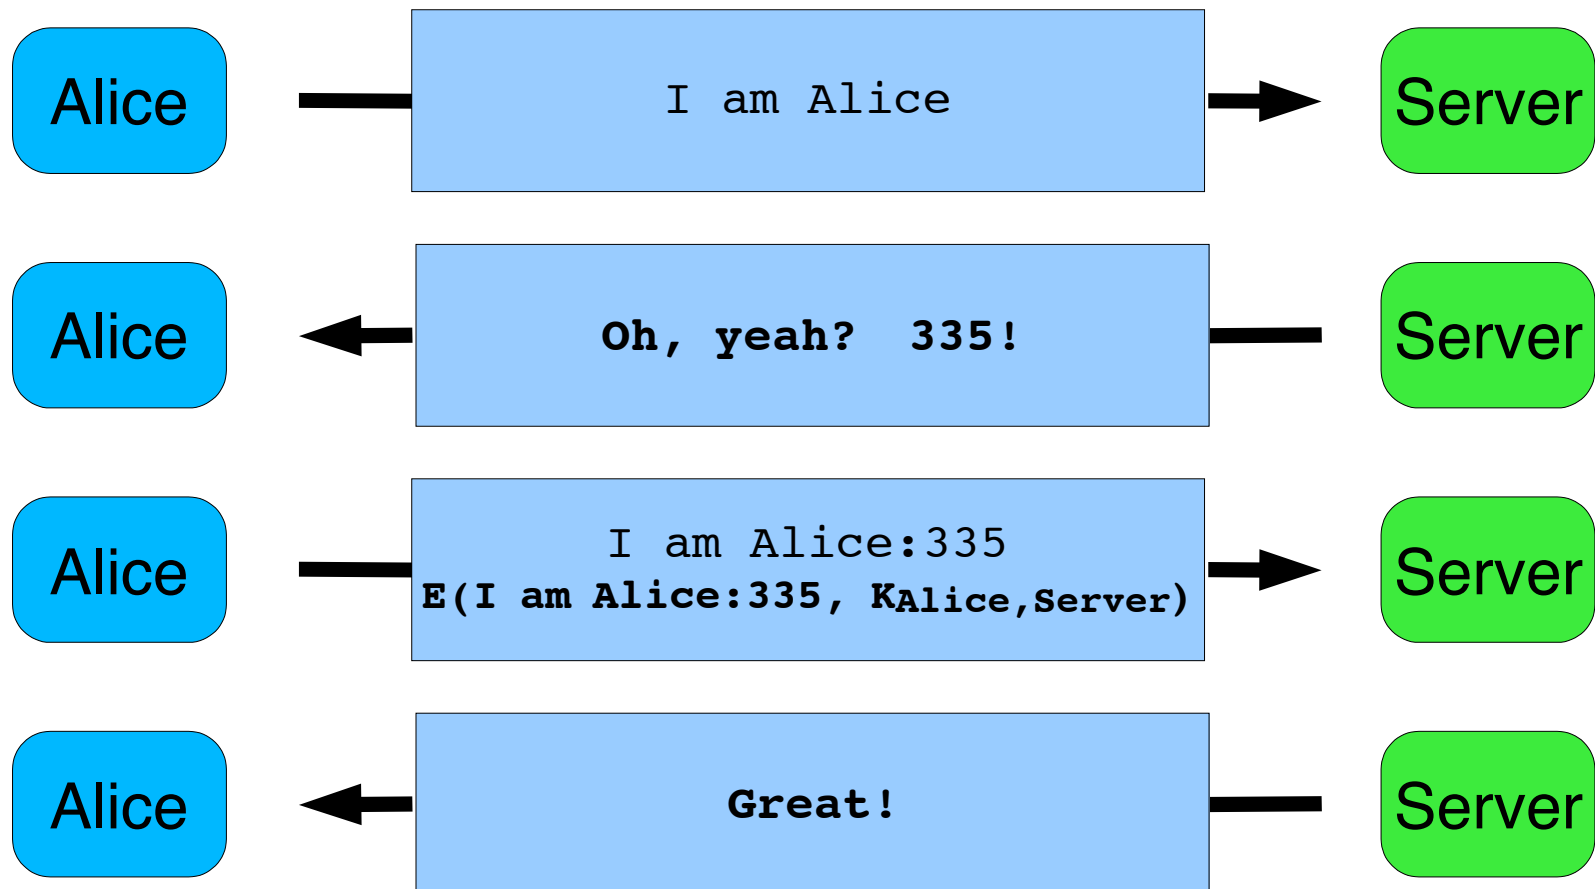 Alice
I am Alice
Server
Alice
Oh, yeah?  335!
Server
Alice
I am Alice:335
E(I am Alice:335, KAlice,Server)
Server
Alice
Great!
Server